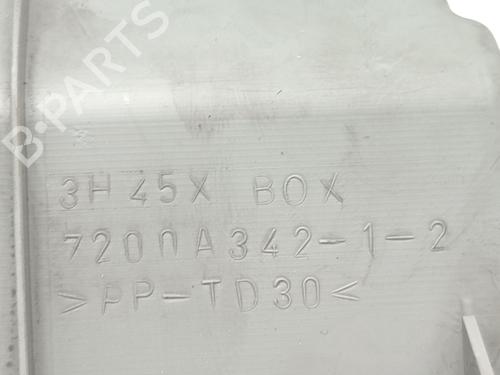 B-PARTS
3H45X BOX
7200A342-1-2
>PP-TD30<